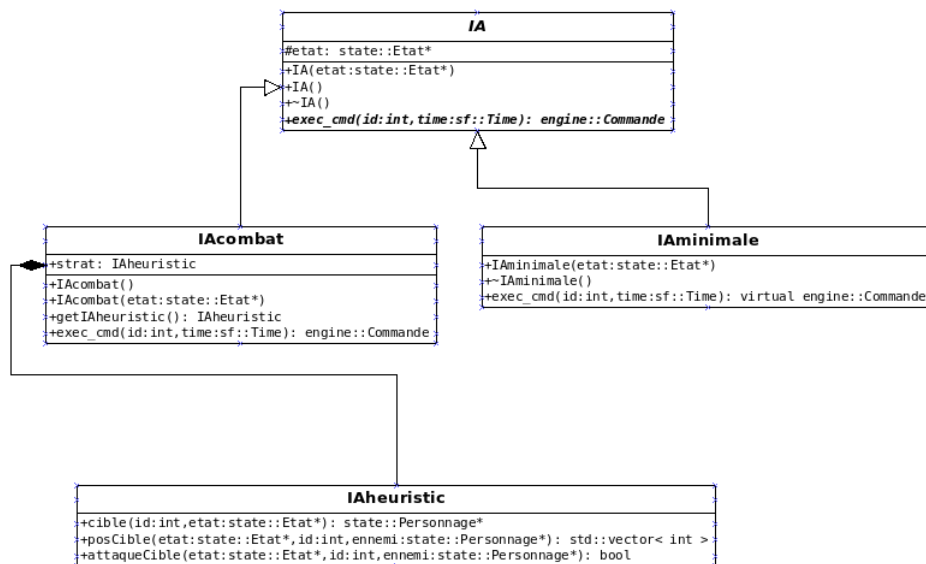 IA
#etat: state::Etat*
+IA(etat:state::Etat*)
+IA()
+~IA()
+exec_cmd(id:int,time:sf::Time): engine::Commande
IAcombat
+strat: IAheuristic
+IAcombat()
+IAcombat(etat:state::Etat*)
+getIAheuristic(): IAheuristic
+exec_cmd(id:int,time:sf::Time): engine::Commande
IAminimale
+IAminimale(etat:state::Etat*)
+~IAminimale()
+exec_cmd(id:int,time:sf::Time): virtual engine::Commande
IAheuristic
+cible(id:int,etat:state::Etat*): state::Personnage*
+posCible(etat:state::Etat*,id:int,ennemi:state::Personnage*): std::vector< int >
+attaqueCible(etat:state::Etat*,id:int,ennemi:state::Personnage*): bool